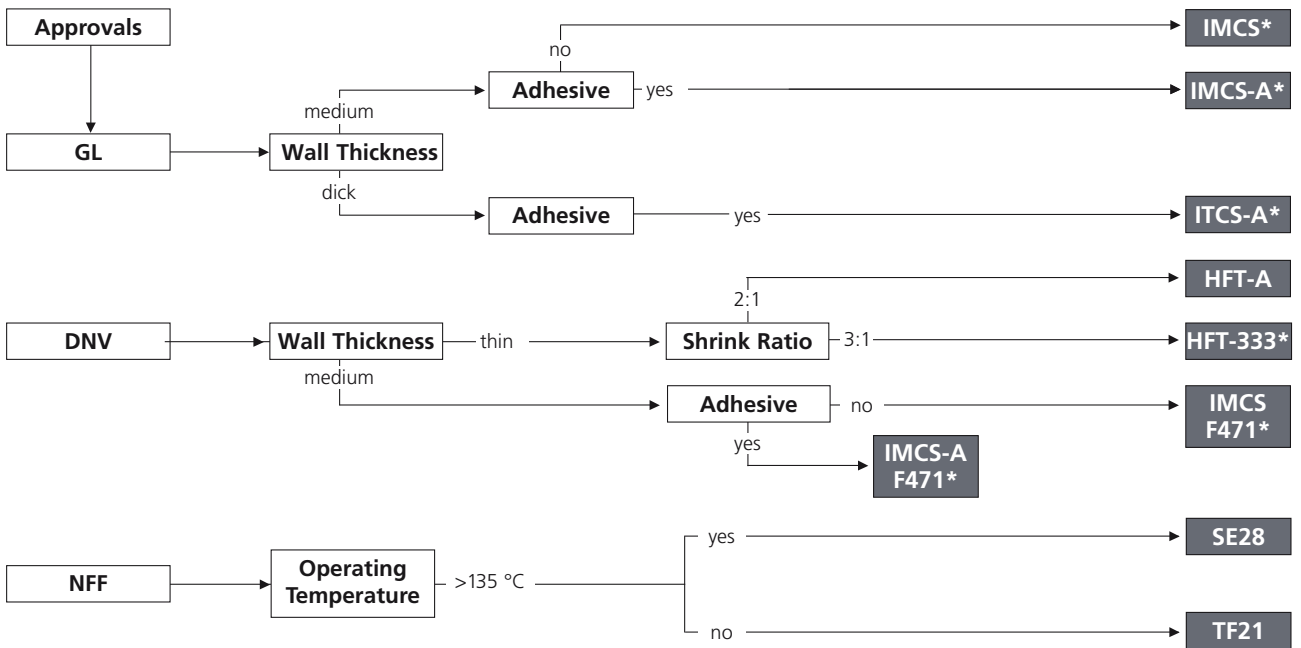 Approvals
IMCS*
no
Adhesive
yes
IMCS-A*
medium
GL
Wall Thickness
dick
Adhesive
yes
ITCS-A*
HFT-A
2:1
DNV
Wall Thickness
thin
Shrink Ratio
3:1
HFT-333*
medium
Adhesive
no
IMCS
F471*
yes
IMCS-A
F471*
yes
SE28
NFF
Operating
Temperature
>135 °C
no
TF21